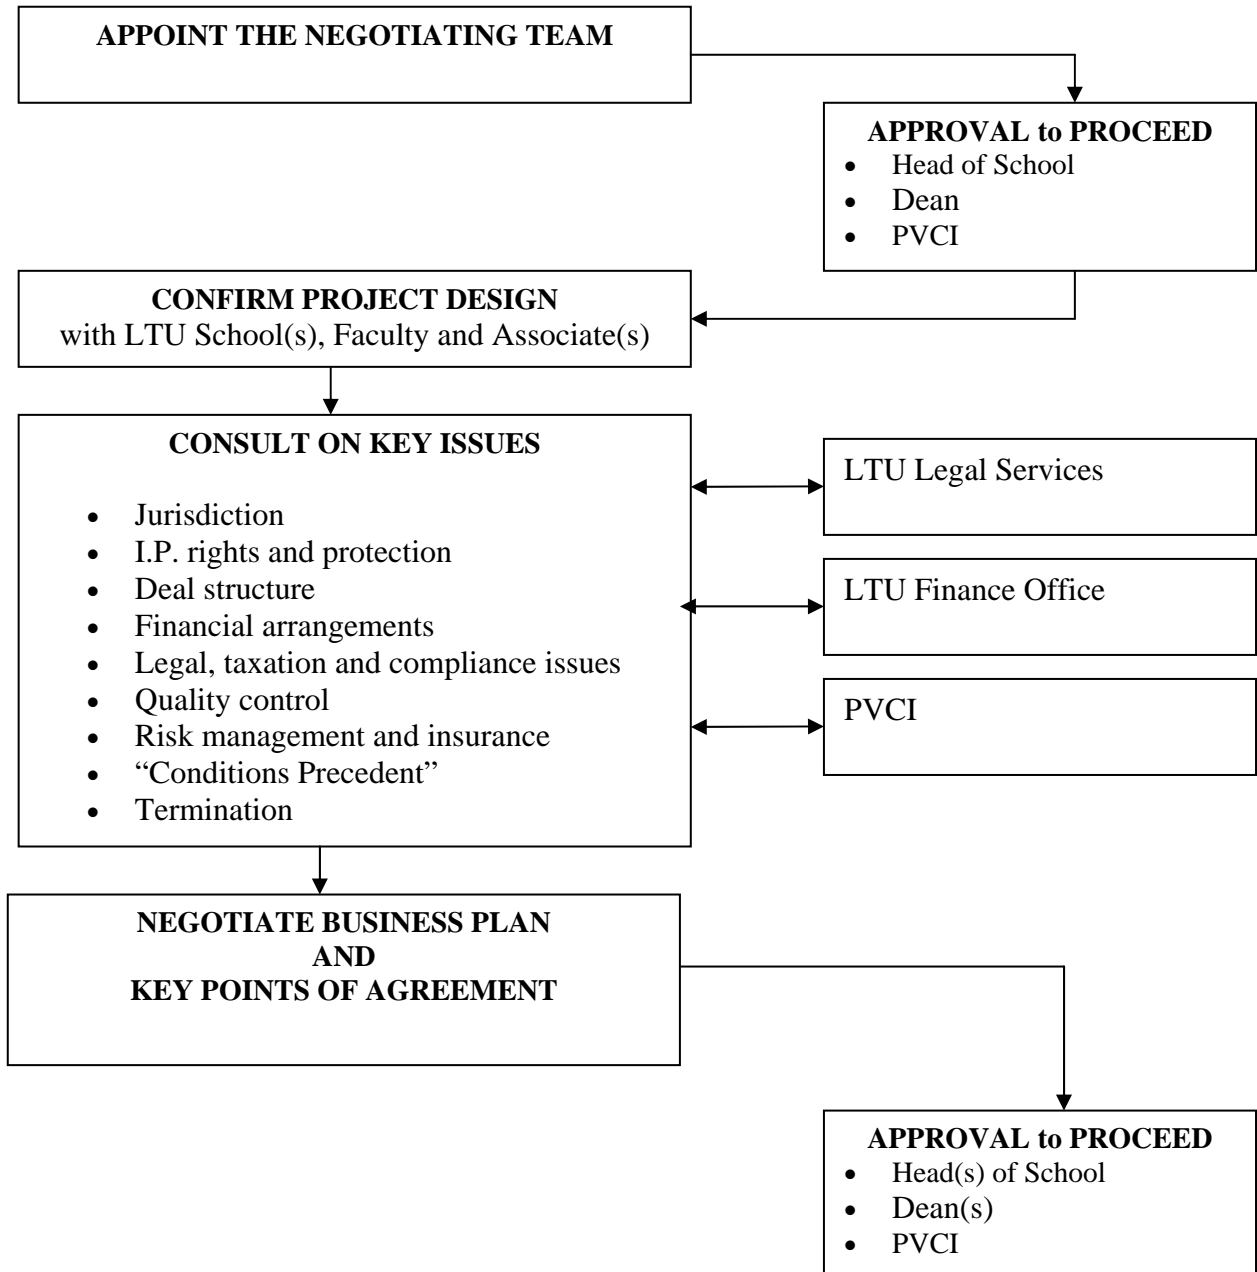 APPOINT THE NEGOTIATING TEAM
APPROVAL to PROCEED
• Head of School
• Dean
• PVCI
CONFIRM PROJECT DESIGN
with LTU School(s), Faculty and Associate(s)
CONSULT ON KEY ISSUES
• Jurisdiction
• I.P. rights and protection
• Deal structure
• Financial arrangements
• Legal, taxation and compliance issues
• Quality control
• Risk management and insurance
• “Conditions Precedent”
• Termination
LTU Legal Services
LTU Finance Office
PVCI
NEGOTIATE BUSINESS PLAN
AND
KEY POINTS OF AGREEMENT
APPROVAL to PROCEED
• Head(s) of School
• Dean(s)
• PVCI